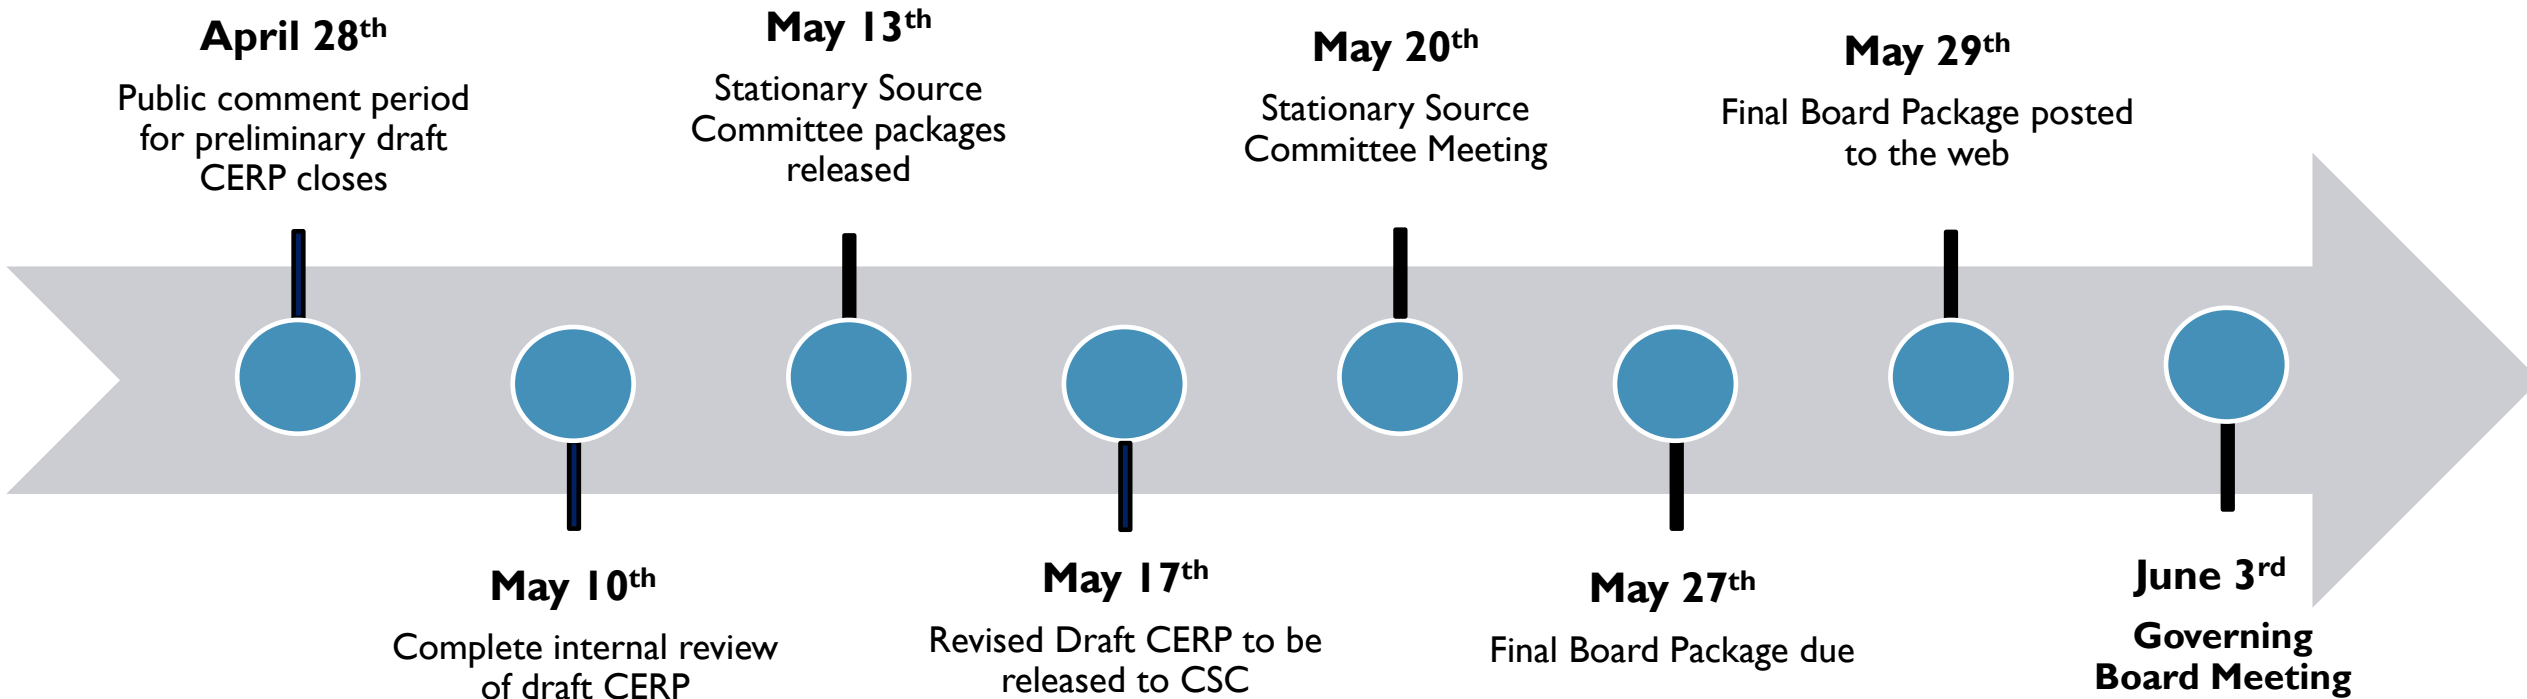 April 28th
Public comment period
for preliminary draft
CERP closes
May 10th
Complete internal review
of draft CERP
May 13th
Stationary Source
Committee packages
released
May 17th
Revised Draft CERP to be
released to CSC
May 20th
Stationary Source
Committee Meeting
May 27th
Final Board Package due
May 29th
Final Board Package posted
to the web
June 3rd
Governing
Board Meeting